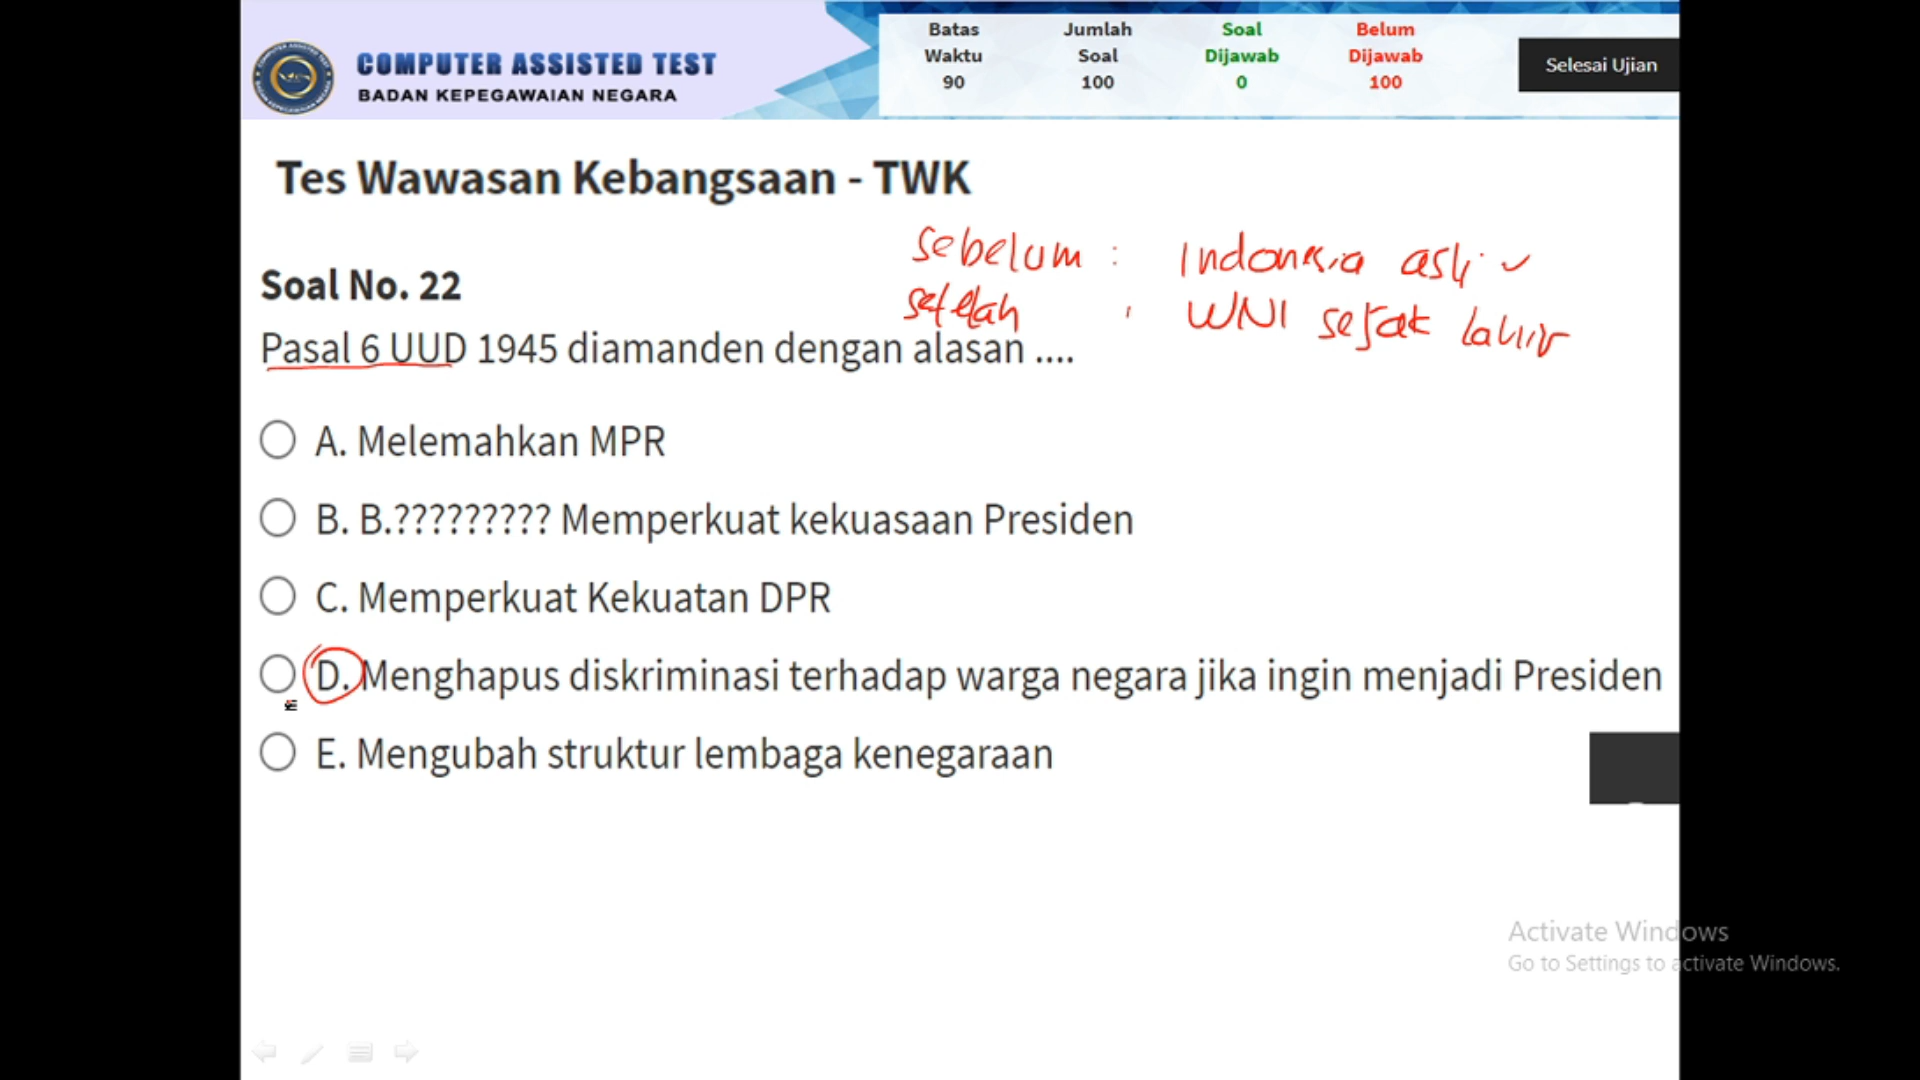 COMPUTER ASSISTED TEST
BADAN KEPEGAWAIAN NEGARA
Batas Waktu 90
Jumlah Soal 100
Soal Dijawab 0
Belum Dijawab 100
Selesai Ujian
Tes Wawasan Kebangsaan - TWK
sebelum : Indonesia asli
setelah : WNI sejak lahir
Soal No. 22
Pasal 6 UUD 1945 diamanden dengan alasan ....
A. Melemahkan MPR
B. B.????????? Memperkuat kekuasaan Presiden
C. Memperkuat Kekuatan DPR
D. Menghapus diskriminasi terhadap warga negara jika ingin menjadi Presiden
E. Mengubah struktur lembaga kenegaraan
Activate Windows
Go to Settings to activate Windows.